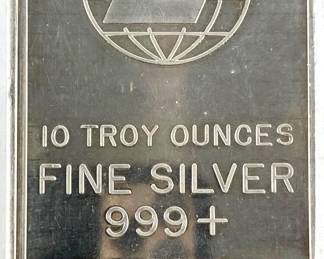 10 TROY OUNCES
FINE SILVER
999+